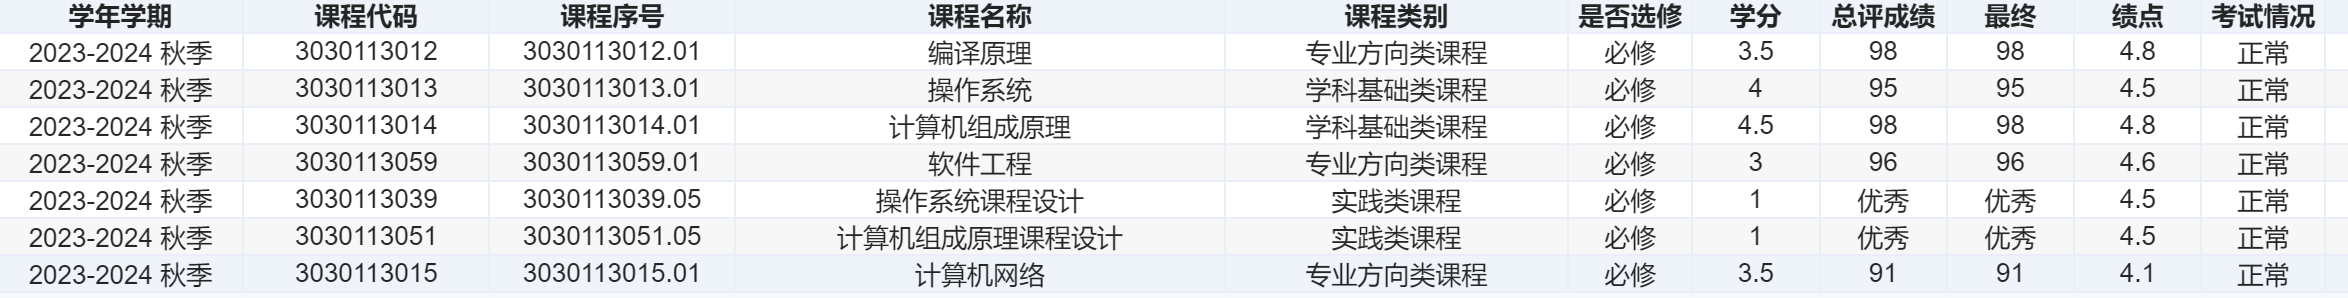 学年学期 课程代码 课程序号 课程名称 课程类别 是否选修 学分 总评成绩 最终 绩点 考试情况
2023-2024 秋季 3030113012 3030113012.01 编译原理 专业方向类课程 必修 3.5 98 98 4.8 正常
2023-2024 秋季 3030113013 3030113013.01 操作系统 学科基础类课程 必修 4 95 95 4.5 正常
2023-2024 秋季 3030113014 3030113014.01 计算机组成原理 学科基础类课程 必修 4.5 98 98 4.8 正常
2023-2024 秋季 3030113059 3030113059.01 软件工程 专业方向类课程 必修 3 96 96 4.6 正常
2023-2024 秋季 3030113039 3030113039.05 操作系统课程设计 实践类课程 必修 1 优秀 优秀 4.5 正常
2023-2024 秋季 3030113051 3030113051.05 计算机组成原理课程设计 实践类课程 必修 1 优秀 优秀 4.5 正常
2023-2024 秋季 3030113015 3030113015.01 计算机网络 专业方向类课程 必修 3.5 91 91 4.1 正常